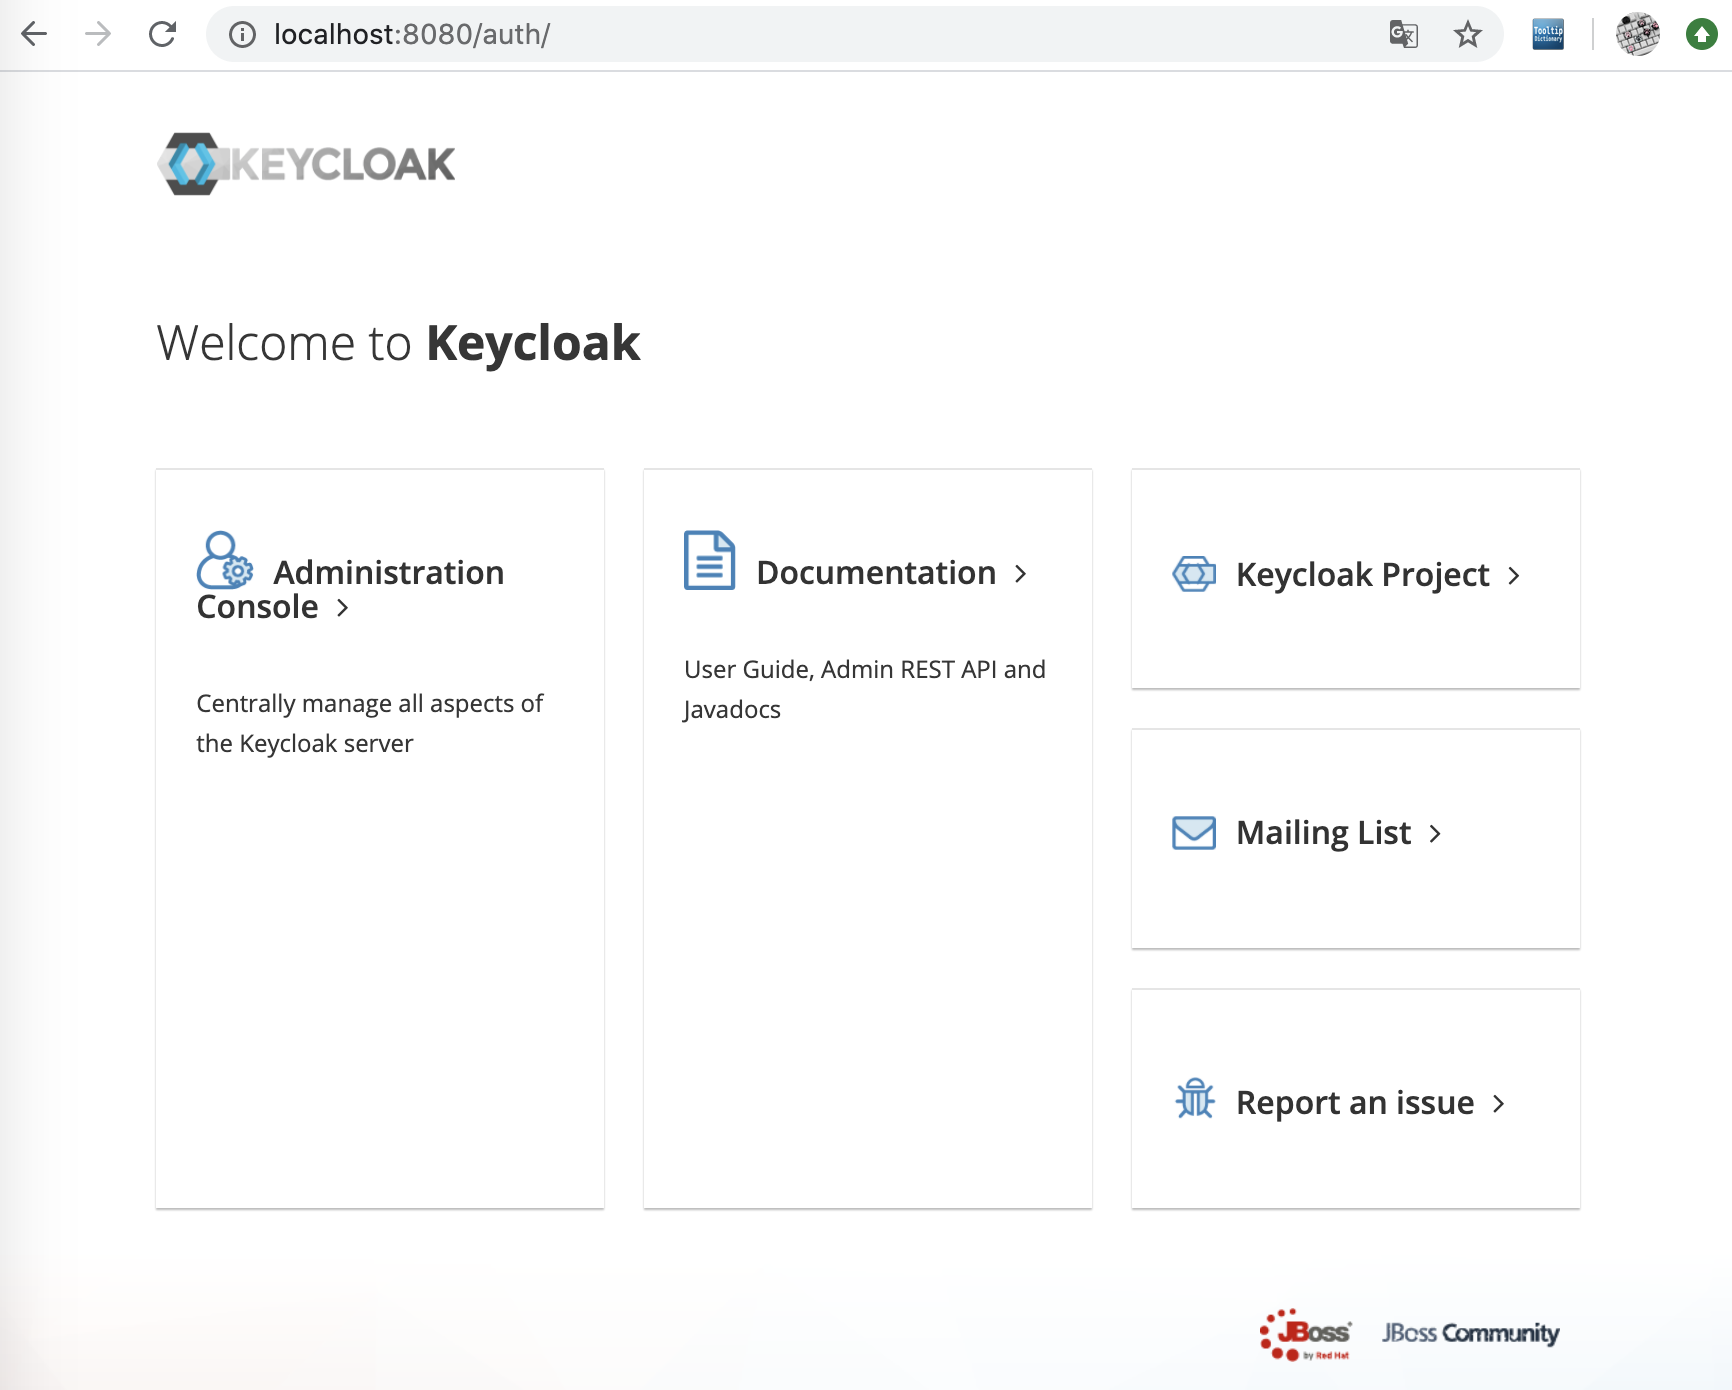 localhost:8080/auth/
Tooltip
Dictionary
KEYCLOAK
Welcome to Keycloak
Administration
Console
Centrally manage all aspects of
the Keycloak server
Documentation
User Guide, Admin REST API and
Javadocs
Keycloak Project
Mailing List
Report an issue
JBoss
by Red Hat
JBoss Community